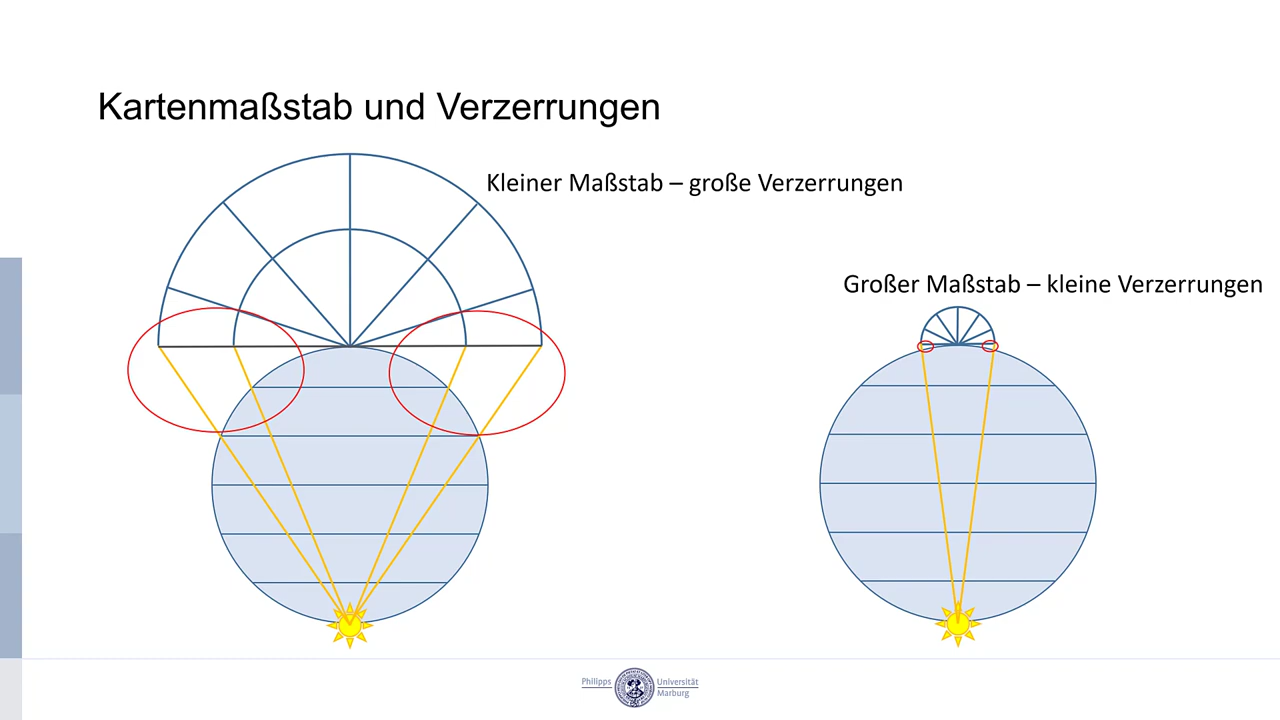 Kartenmaßstab und Verzerrungen
Kleiner Maßstab – große Verzerrungen
Großer Maßstab – kleine Verzerrungen
Philipps Universität
Marburg